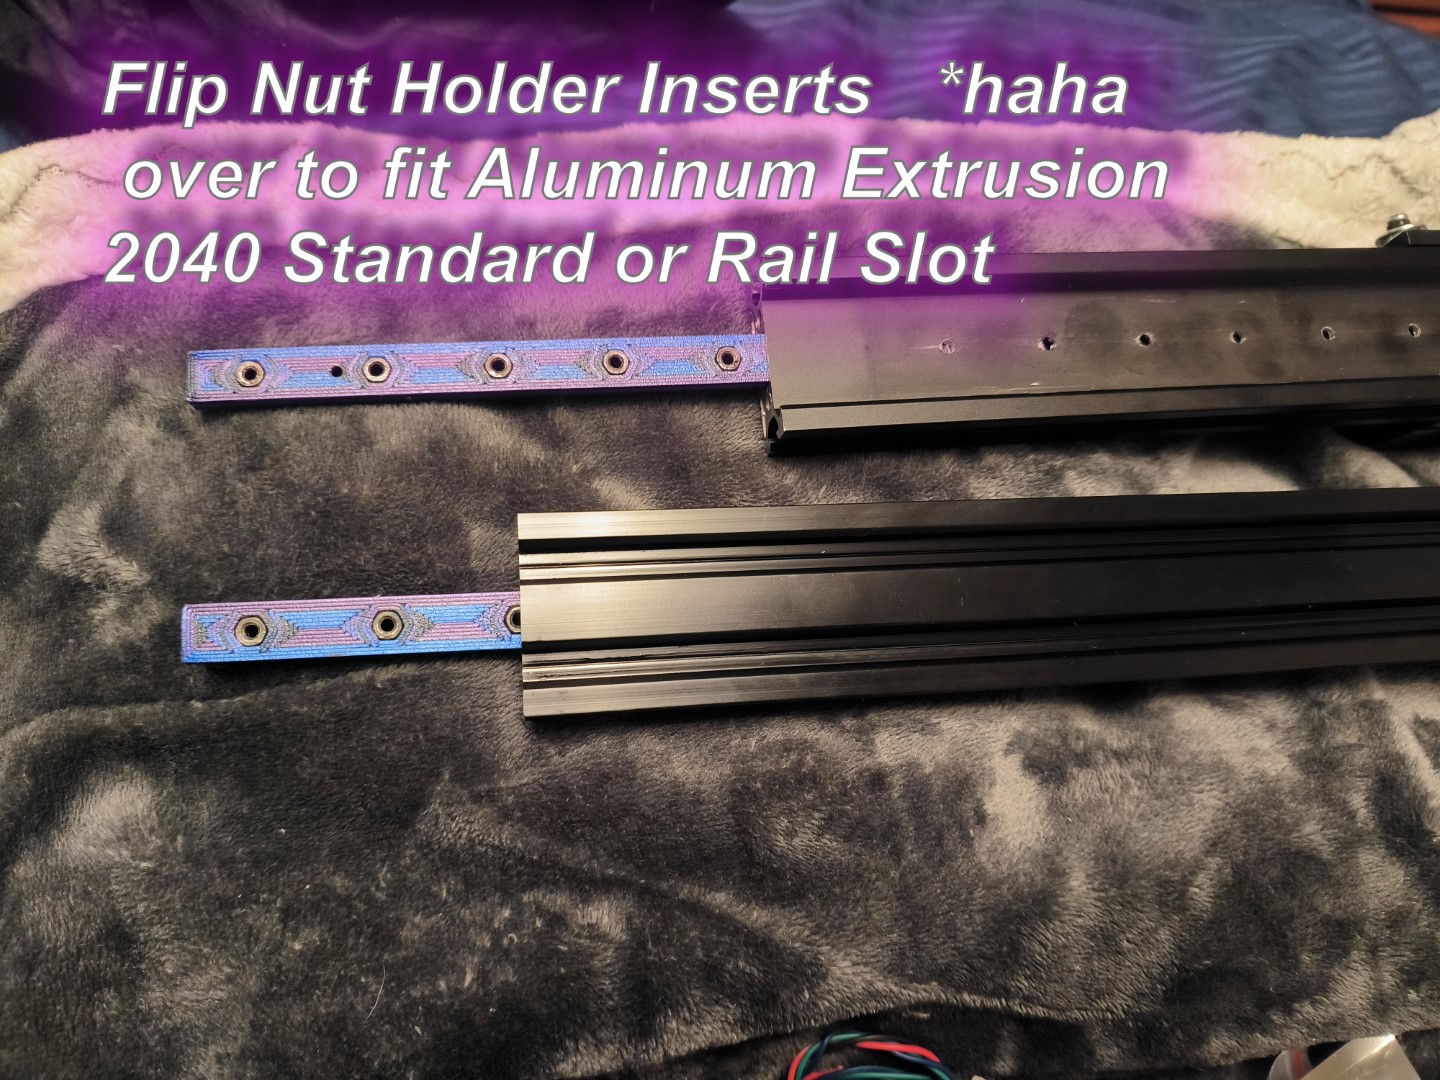 Flip Nut Holder Inserts *haha
over to fit Aluminum Extrusion
2040 Standard or Rail Slot